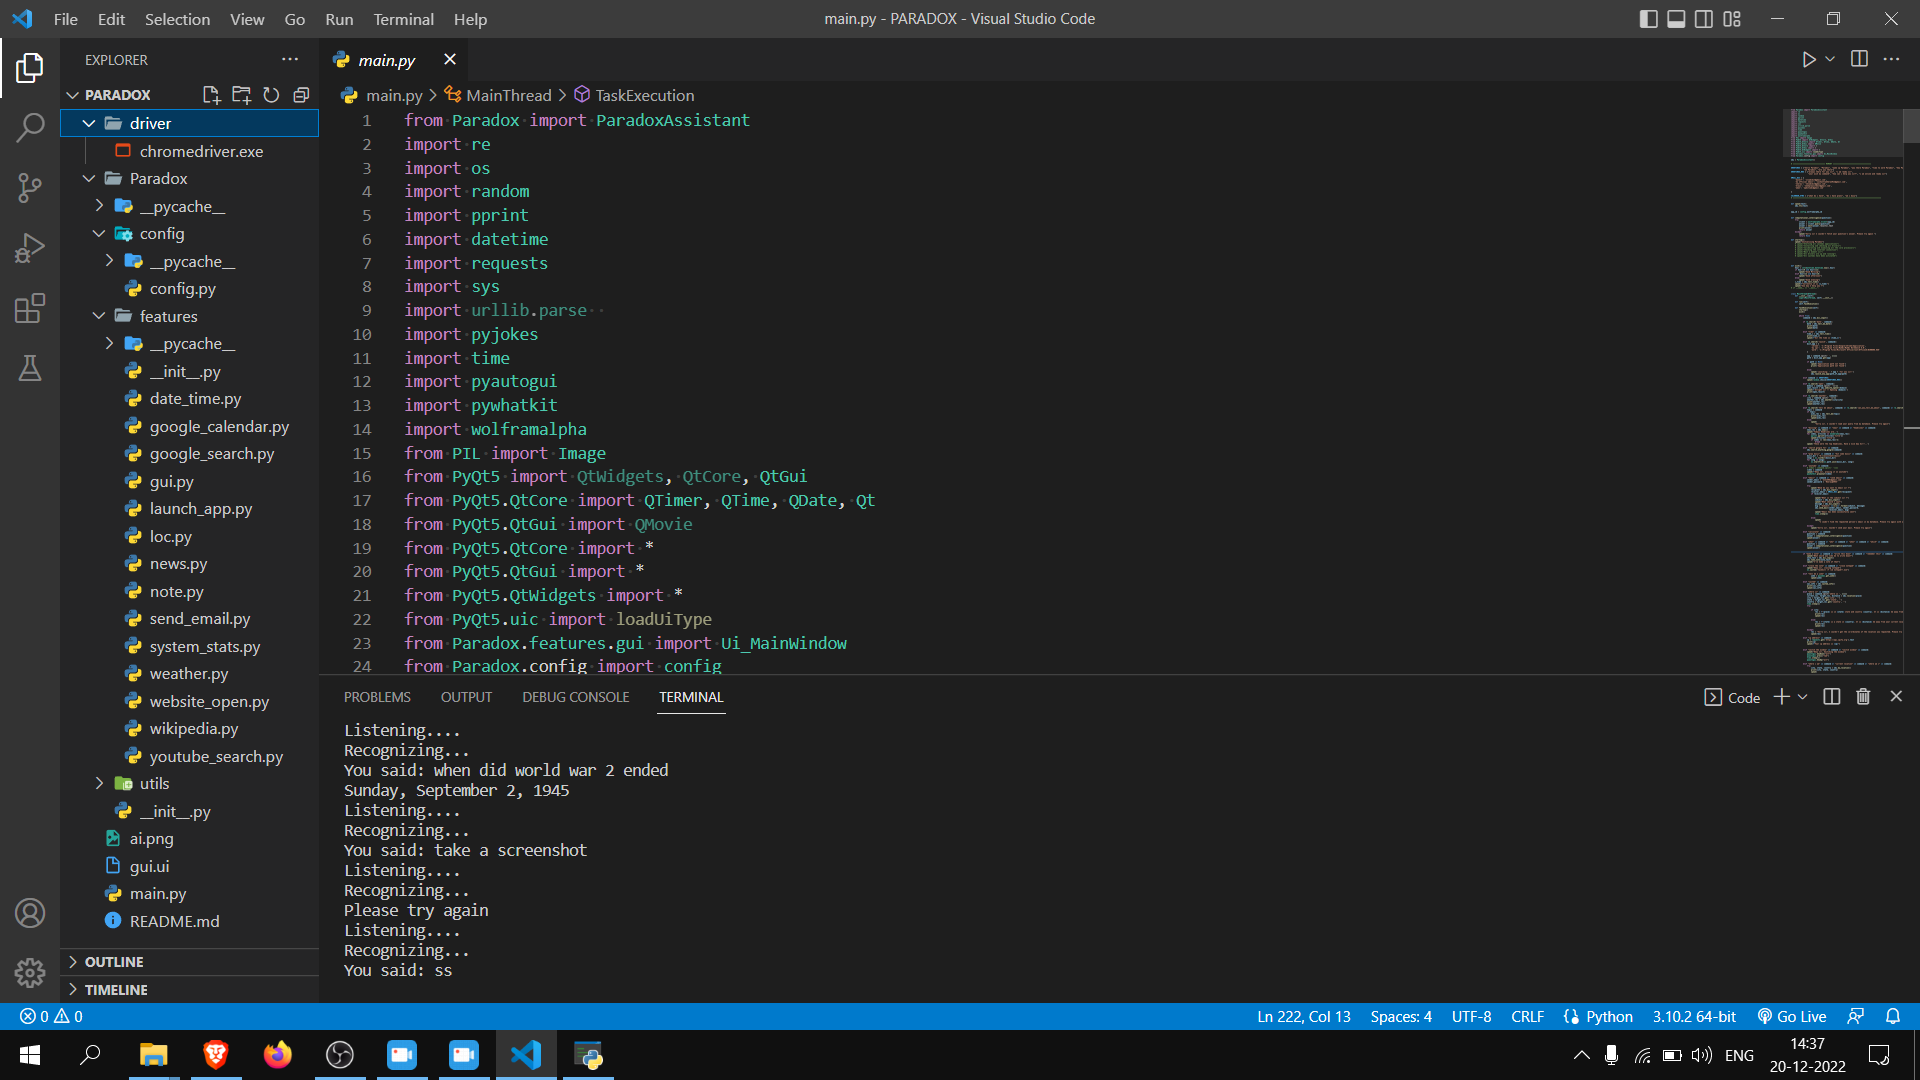 File Edit Selection View Go Run Terminal Help
main.py - PARADOX - Visual Studio Code
EXPLORER
PARADOX
driver
chromedriver.exe
Paradox
__pycache__
config
__pycache__
config.py
features
__pycache__
__init__.py
date_time.py
google_calendar.py
google_search.py
gui.py
launch_app.py
loc.py
news.py
note.py
send_email.py
system_stats.py
weather.py
website_open.py
wikipedia.py
youtube_search.py
utils
__init__.py
ai.png
gui.ui
main.py
README.md
OUTLINE
TIMELINE
main.py
main.py > MainThread > TaskExecution
1 from Paradox import ParadoxAssistant
2 import re
3 import os
4 import random
5 import pprint
6 import datetime
7 import requests
8 import sys
9 import urllib.parse
10 import pyjokes
11 import time
12 import pyautogui
13 import pywhatkit
14 import wolframalpha
15 from PIL import Image
16 from PyQt5 import QtWidgets, QtCore, QtGui
17 from PyQt5.QtCore import QTimer, QTime, QDate, Qt
18 from PyQt5.QtGui import QMovie
19 from PyQt5.QtCore import *
20 from PyQt5.QtGui import *
21 from PyQt5.QtWidgets import *
22 from PyQt5.uic import loadUiType
23 from Paradox.features.gui import Ui_MainWindow
24 from Paradox.config import config
PROBLEMS OUTPUT DEBUG CONSOLE TERMINAL
Code
Listening....
Recognizing...
You said: when did world war 2 ended
Sunday, September 2, 1945
Listening....
Recognizing...
You said: take a screenshot
Listening....
Recognizing...
Please try again
Listening....
Recognizing...
You said: ss
0 0
Ln 222, Col 13 Spaces: 4 UTF-8 CRLF Python 3.10.2 64-bit Go Live
ENG
14:37
20-12-2022